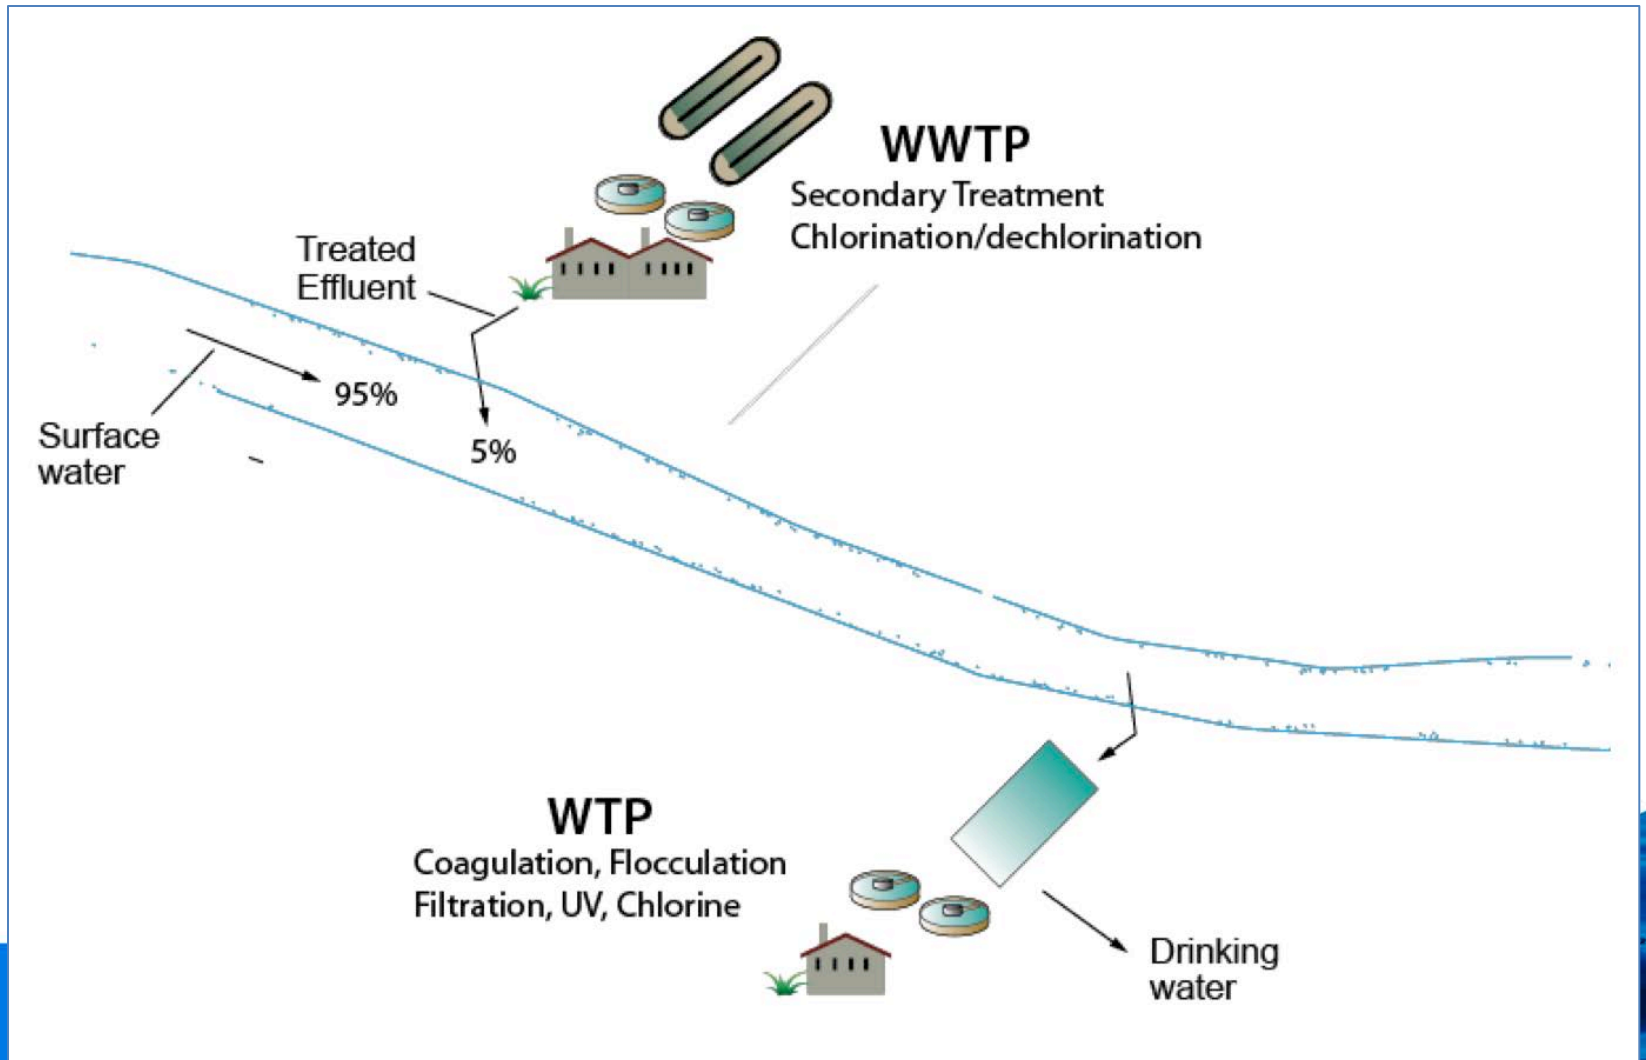 WWTP
Secondary Treatment
Chlorination/dechlorination
Treated
Effluent
95%
5%
Surface
water
WTP
Coagulation, Flocculation
Filtration, UV, Chlorine
Drinking
water